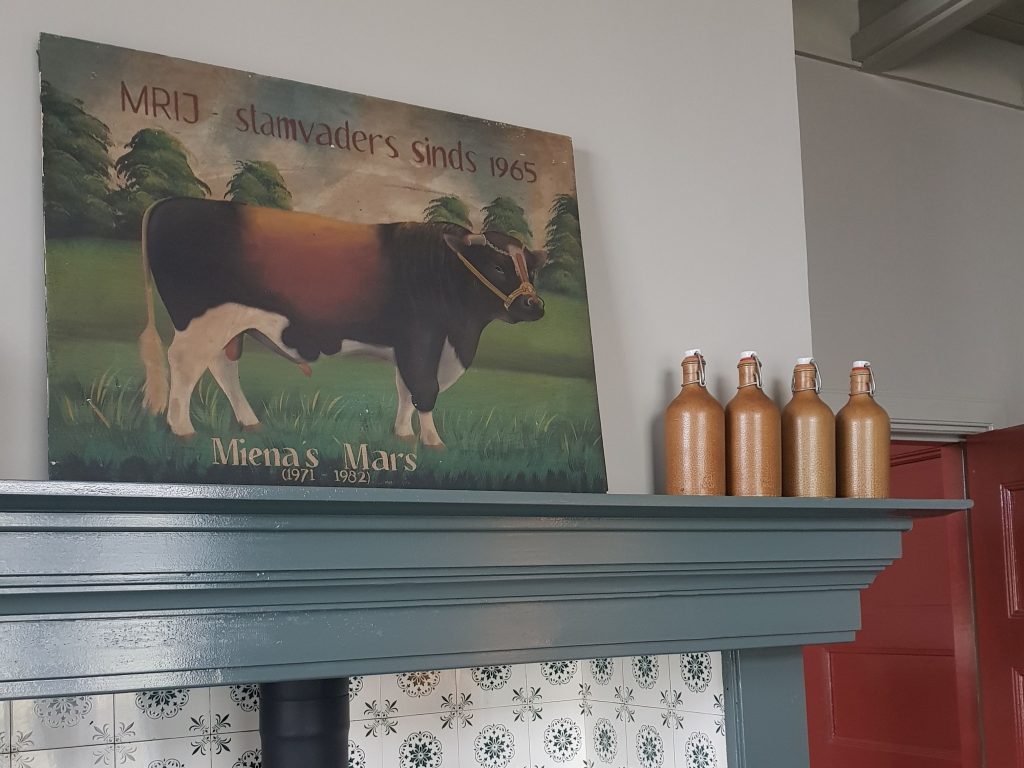 MRIJ - stamvaders sinds 1965
Miena's Mars
(1971 - 1982)